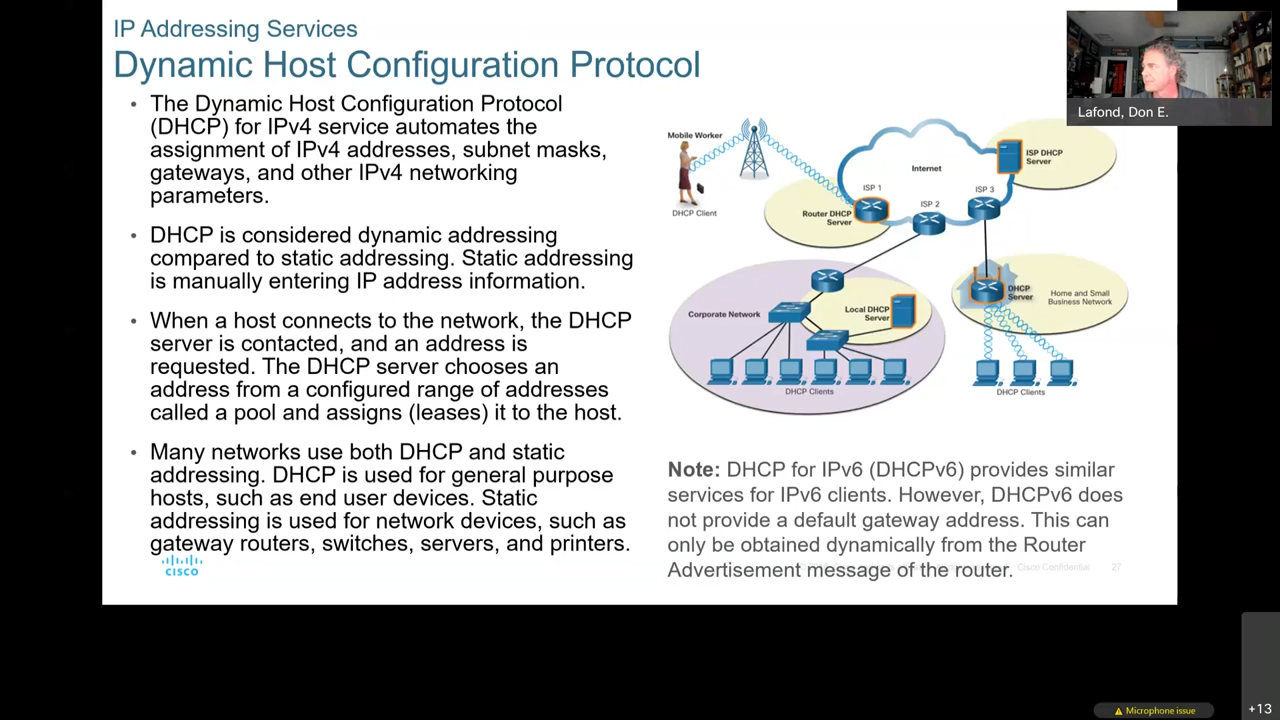 IP Addressing Services
Dynamic Host Configuration Protocol
• The Dynamic Host Configuration Protocol
(DHCP) for IPv4 service automates the
assignment of IPv4 addresses, subnet masks,
gateways, and other IPv4 networking
parameters.
• DHCP is considered dynamic addressing
compared to static addressing. Static addressing
is manually entering IP address information.
• When a host connects to the network, the DHCP
server is contacted, and an address is
requested. The DHCP server chooses an
address from a configured range of addresses
called a pool and assigns (leases) it to the host.
• Many networks use both DHCP and static
addressing. DHCP is used for general purpose
hosts, such as end user devices. Static
addressing is used for network devices, such as
gateway routers, switches, servers, and printers.
CISCO
Mobile Worker
DHCP Client
Internet
ISP DHCP
Server
ISP 1
ISP 2
ISP 3
Router DHCP
Server
Corporate Network
Local DHCP
Server
DHCP Clients
DHCP
Server
Home and Small
Business Network
DHCP Clients
Note: DHCP for IPv6 (DHCPv6) provides similar
services for IPv6 clients. However, DHCPv6 does
not provide a default gateway address. This can
only be obtained dynamically from the Router
Advertisement message of the router.
Cisco Confidential
27
Lafond, Don E.
Microphone issue
+13